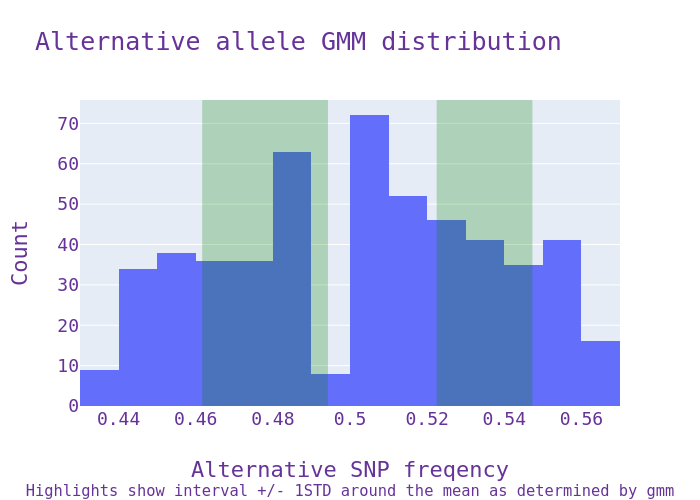 Alternative allele GMM distribution
70
60
50
40
30
20
10
0
Count
0.44 0.46 0.48 0.5 0.52 0.54 0.56
Alternative SNP freqency
Highlights show interval +/- 1STD around the mean as determined by gmm